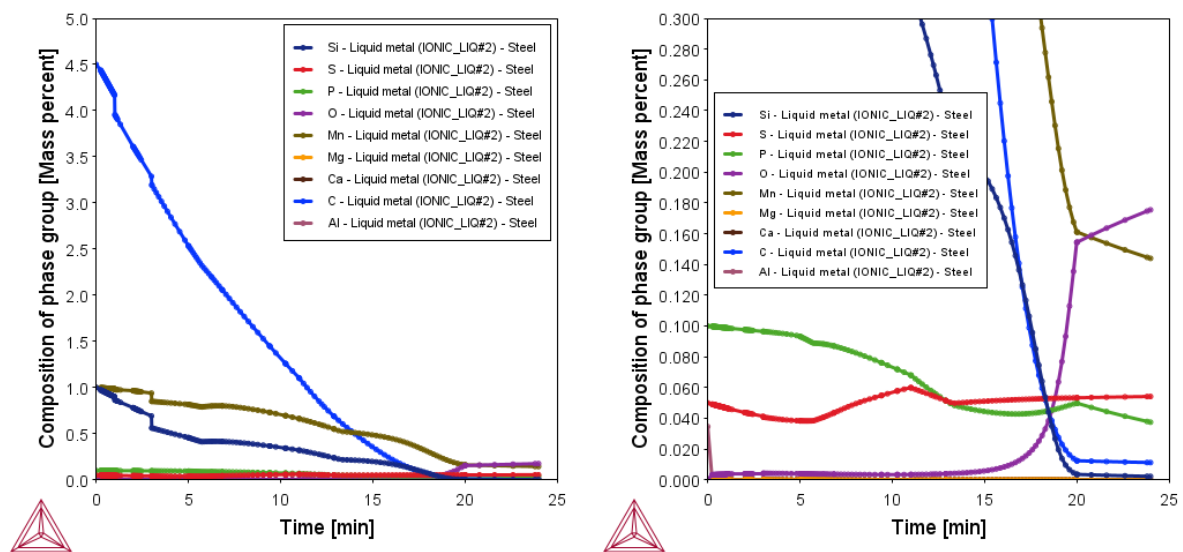 Composition of phase group [Mass percent]
5.0
4.5
4.0
3.5
3.0
2.5
2.0
1.5
1.0
0.5
0.0
Si - Liquid metal (IONIC_LIQ#2) - Steel
S - Liquid metal (IONIC_LIQ#2) - Steel
P - Liquid metal (IONIC_LIQ#2) - Steel
O - Liquid metal (IONIC_LIQ#2) - Steel
Mn - Liquid metal (IONIC_LIQ#2) - Steel
Mg - Liquid metal (IONIC_LIQ#2) - Steel
Ca - Liquid metal (IONIC_LIQ#2) - Steel
C - Liquid metal (IONIC_LIQ#2) - Steel
Al - Liquid metal (IONIC_LIQ#2) - Steel
0 5 10 15 20 25
Time [min]
Composition of phase group [Mass percent]
0.300
0.280
0.260
0.240
0.220
0.200
0.180
0.160
0.140
0.120
0.100
0.080
0.060
0.040
0.020
0.000
Si - Liquid metal (IONIC_LIQ#2) - Steel
S - Liquid metal (IONIC_LIQ#2) - Steel
P - Liquid metal (IONIC_LIQ#2) - Steel
O - Liquid metal (IONIC_LIQ#2) - Steel
Mn - Liquid metal (IONIC_LIQ#2) - Steel
Mg - Liquid metal (IONIC_LIQ#2) - Steel
Ca - Liquid metal (IONIC_LIQ#2) - Steel
C - Liquid metal (IONIC_LIQ#2) - Steel
Al - Liquid metal (IONIC_LIQ#2) - Steel
0 5 10 15 20 25
Time [min]